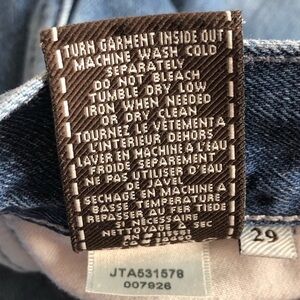 TURN GARMENT INSIDE OUT
MACHINE WASH COLD
SEPARATELY
DO NOT BLEACH
TUMBLE DRY LOW
IRON WHEN NEEDED
OR DRY CLEAN
TOURNEZ LE VÊTEMENT A
L'INTERIEUR DEHORS
LAVER EN MACHINE A L'EAU
FROIDE SEPAREMENT
NE PAS UTILISER D'EAU
DE JAVEL
SECHAGE EN MACHINE A
BASSE TEMPERATURE
REPASSER AU FER TIEDE
SI NÉCESSAIRE
NETTOYAGE A SEC
29
JTA531578
007926